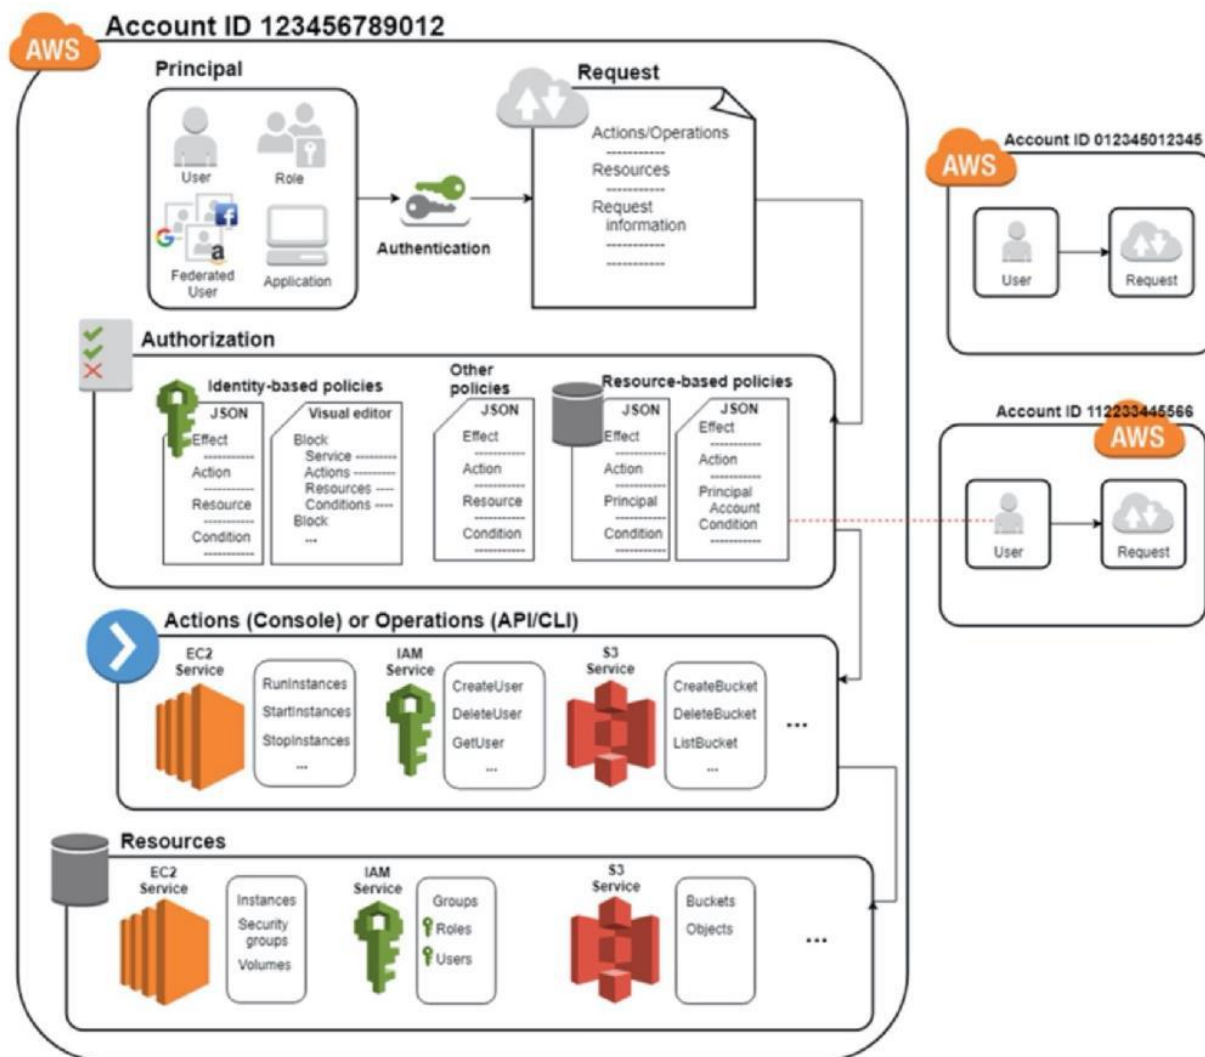 AWS
Account ID 123456789012
Principal
User
Role
Federated
User
Application
a
Authentication
Request
Actions/Operations
-----------
Resources
-----------
Request
information
-----------
-----------
Account ID 012345012345
AWS
User
Request
Account ID 112233445566
AWS
User
Request
Authorization
Identity-based policies
JSON
Effect
-----------
Action
-----------
Resource
-----------
Condition
-----------
Visual editor
Block
Service ---------
Actions ---------
Resources ----
Conditions ----
Block
...
Other
policies
JSON
Effect
-----------
Action
-----------
Resource
-----------
Condition
-----------
Resource-based policies
JSON
Effect
-----------
Action
-----------
Principal
-----------
Condition
-----------
JSON
Effect
-----------
Action
-----------
Principal
Account
Condition
-----------
Actions (Console) or Operations (API/CLI)
EC2
Service
RunInstances
StartInstances
StopInstances
...
IAM
Service
CreateUser
DeleteUser
GetUser
...
S3
Service
CreateBucket
DeleteBucket
ListBucket
...
...
Resources
EC2
Service
Instances
Security
groups
Volumes
IAM
Service
Groups
Roles
Users
S3
Service
Buckets
Objects
...